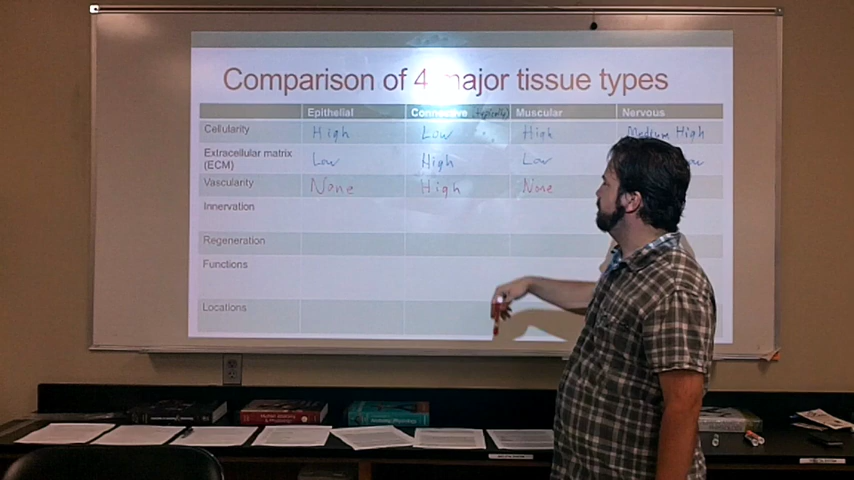 Comparison of 4 major tissue types
Epithelial Connective (typically) Muscular Nervous
Cellularity High Low High Medium High
Extracellular matrix (ECM) Low High Low
Vascularity None High None
Innervation
Regeneration
Functions
Locations